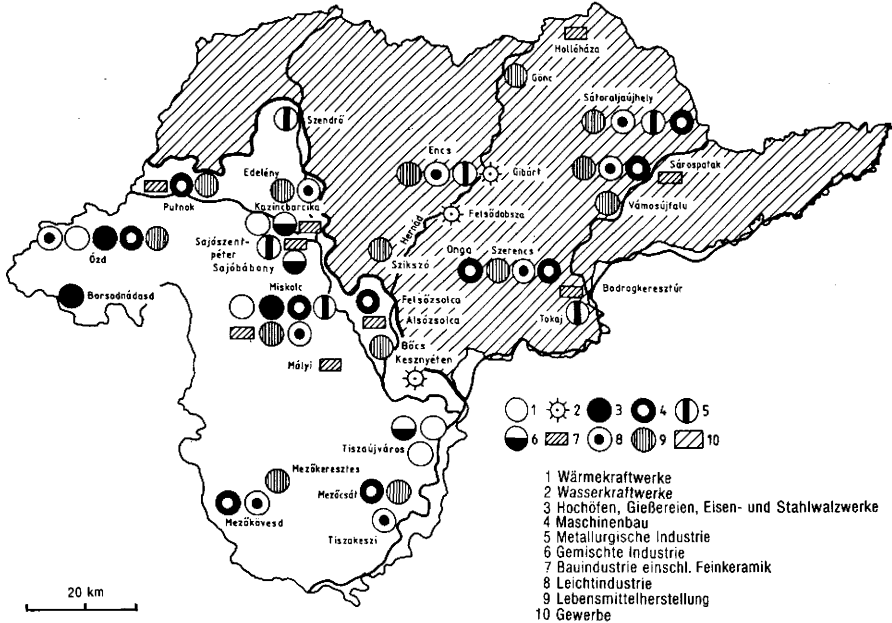 Hollóháza
Gönc
Sátoraljaújhely
Szendrő
Encs
Gibárt
Sárospatak
Edelény
Putnok
Kazincbarcika
Felsődobsza
Vámosújfalu
Hernád
Sajószent-
péter
Sajóbábony
Ózd
Szikszó
Onga
Szerencs
Borsodnádasd
Miskolc
Felsőzsolca
Bodrogkeresztúr
Alsózsolca
Tokaj
Bőcs
Kesznyéten
Mályi
1 2 3 4 5
6 7 8 9 10
Tiszaújváros
Mezőkeresztes
Mezőcsát
Mezőkövesd
Tiszakeszi
1 Wärmekraftwerke
2 Wasserkraftwerke
3 Hochöfen, Gießereien, Eisen- und Stahlwalzwerke
4 Maschinenbau
5 Metallurgische Industrie
6 Gemischte Industrie
7 Bauindustrie einschl. Feinkeramik
8 Leichtindustrie
9 Lebensmittelherstellung
10 Gewerbe
20 km